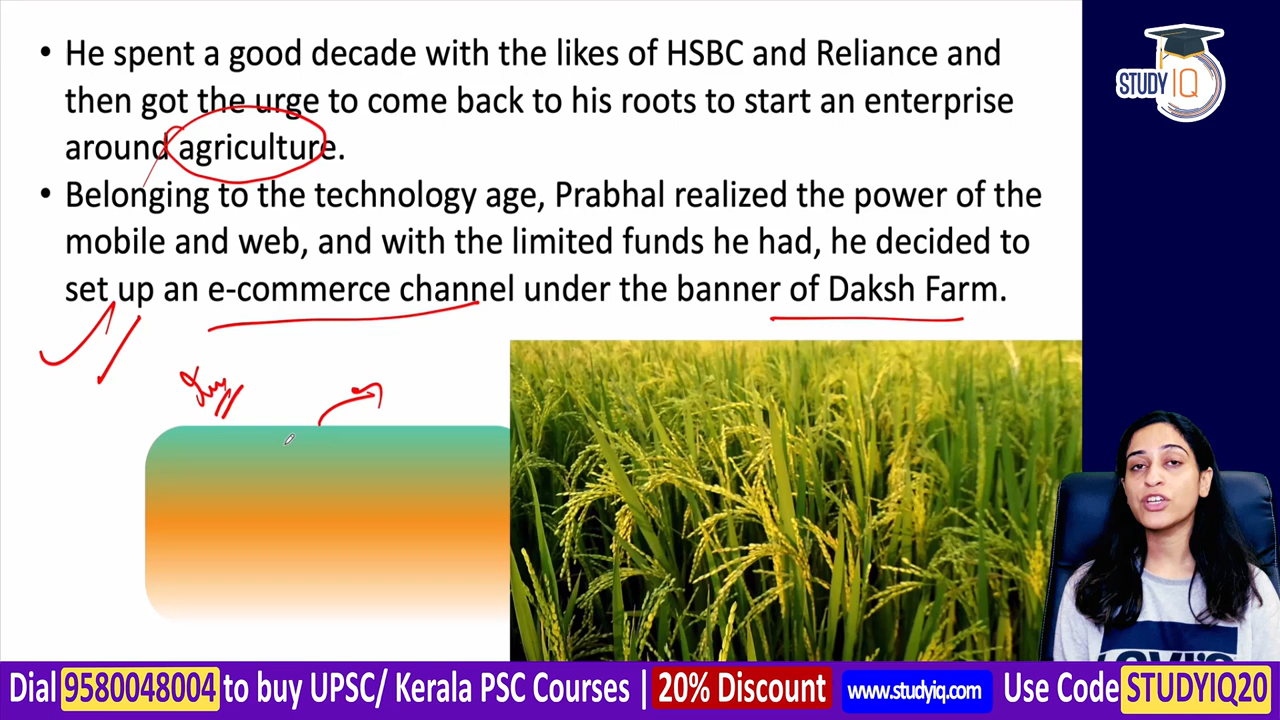 • He spent a good decade with the likes of HSBC and Reliance and
then got the urge to come back to his roots to start an enterprise
around agriculture.
• Belonging to the technology age, Prabhal realized the power of the
mobile and web, and with the limited funds he had, he decided to
set up an e-commerce channel under the banner of Daksh Farm.
STUDY IQ
Dial 9580048004 to buy UPSC/ Kerala PSC Courses | 20% Discount www.studyiq.com Use Code STUDYIQ20